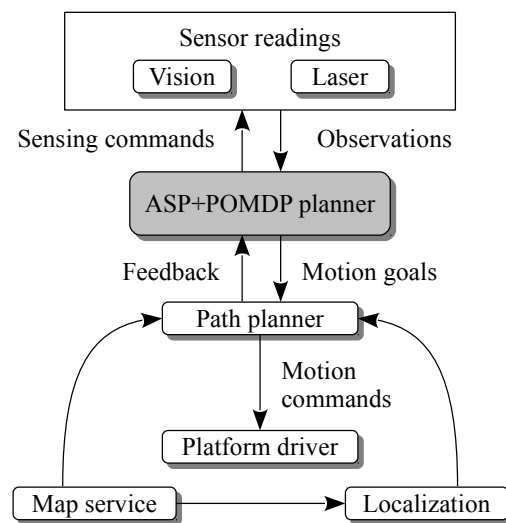 Sensor readings
Vision
Laser
Sensing commands
Observations
ASP+POMDP planner
Feedback
Motion goals
Path planner
Motion
commands
Platform driver
Map service
Localization